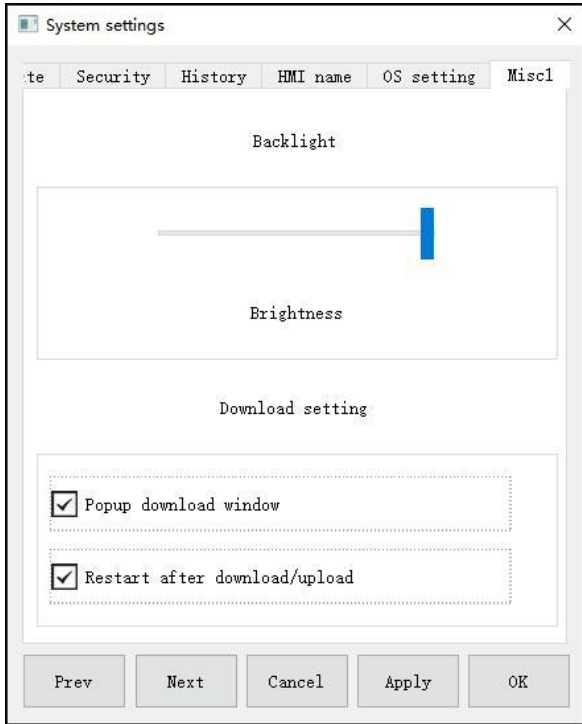 System settings
te Security History HMI name OS setting Misc1
Backlight
Brightness
Download setting
Popup download window
Restart after download/upload
Prev Next Cancel Apply OK